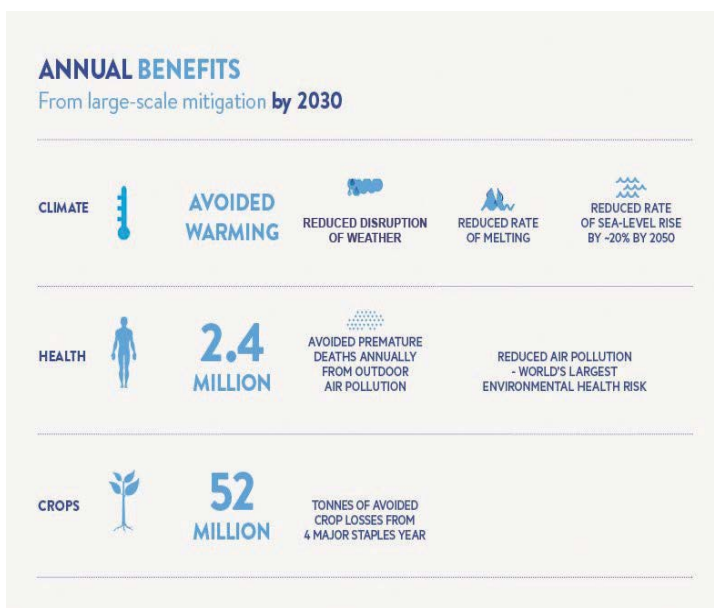 ANNUAL BENEFITS
From large-scale mitigation by 2030
CLIMATE
AVOIDED
WARMING
REDUCED DISRUPTION
OF WEATHER
REDUCED RATE
OF MELTING
REDUCED RATE
OF SEA-LEVEL RISE
BY ~20% BY 2050
HEALTH
2.4
MILLION
AVOIDED PREMATURE
DEATHS ANNUALLY
FROM OUTDOOR
AIR POLLUTION
REDUCED AIR POLLUTION
- WORLD'S LARGEST
ENVIRONMENTAL HEALTH RISK
CROPS
52
MILLION
TONNES OF AVOIDED
CROP LOSSES FROM
4 MAJOR STAPLES YEAR